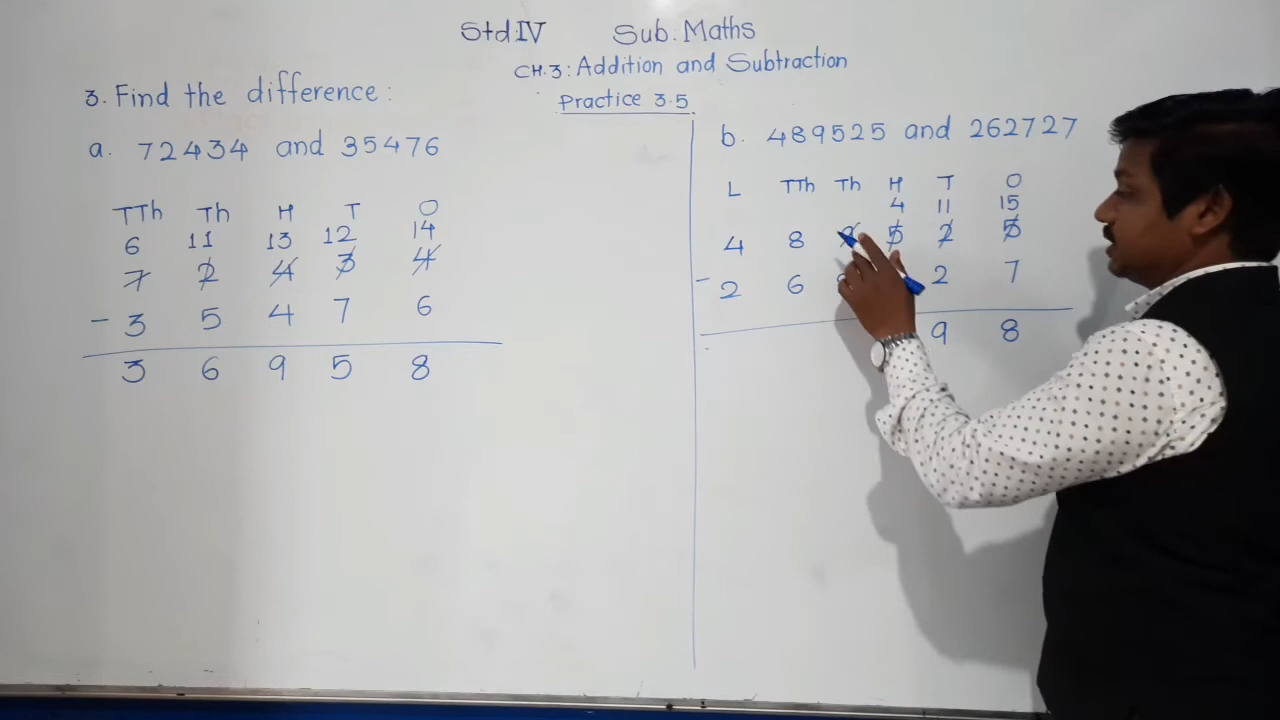 Std:IV Sub. Maths
CH.3: Addition and Subtraction
Practice 3.5
3. Find the difference:
a. 72434 and 35476
TTh Th H T O
6 11 13 12 14
7 2 4 3 4
- 3 5 4 7 6
3 6 9 5 8
b. 489525 and 262727
L TTh Th H T O
4 11 15
4 8 9 5 2 5
- 2 6 2 7
9 8